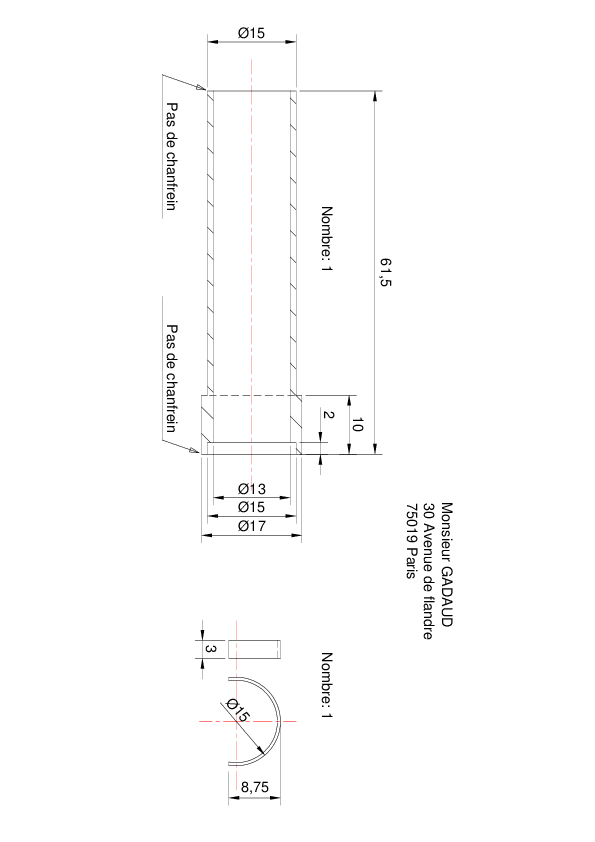 Ø15
Pas de chanfrein
Nombre: 1
61,5
Pas de chanfrein
2
10
Ø13
Ø15
Ø17
Monsieur GADAUD
30 Avenue de flandre
75019 Paris
3
Nombre: 1
Ø15
8,75